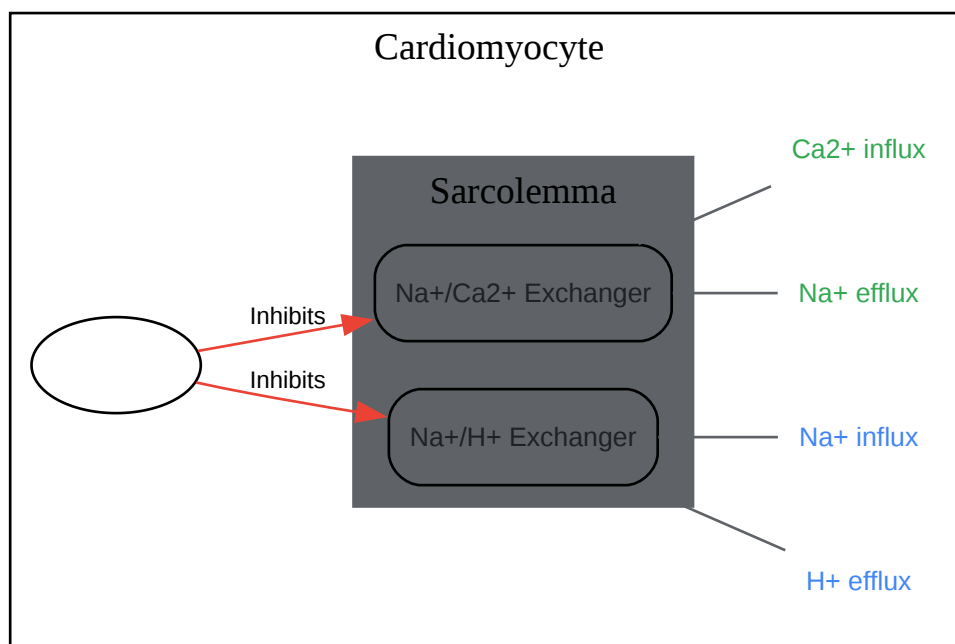 Cardiomyocyte
Ca2+ influx
Sarcolemma
Na+/Ca2+ Exchanger
Na+ efflux
Inhibits
Inhibits
Na+/H+ Exchanger
Na+ influx
H+ efflux